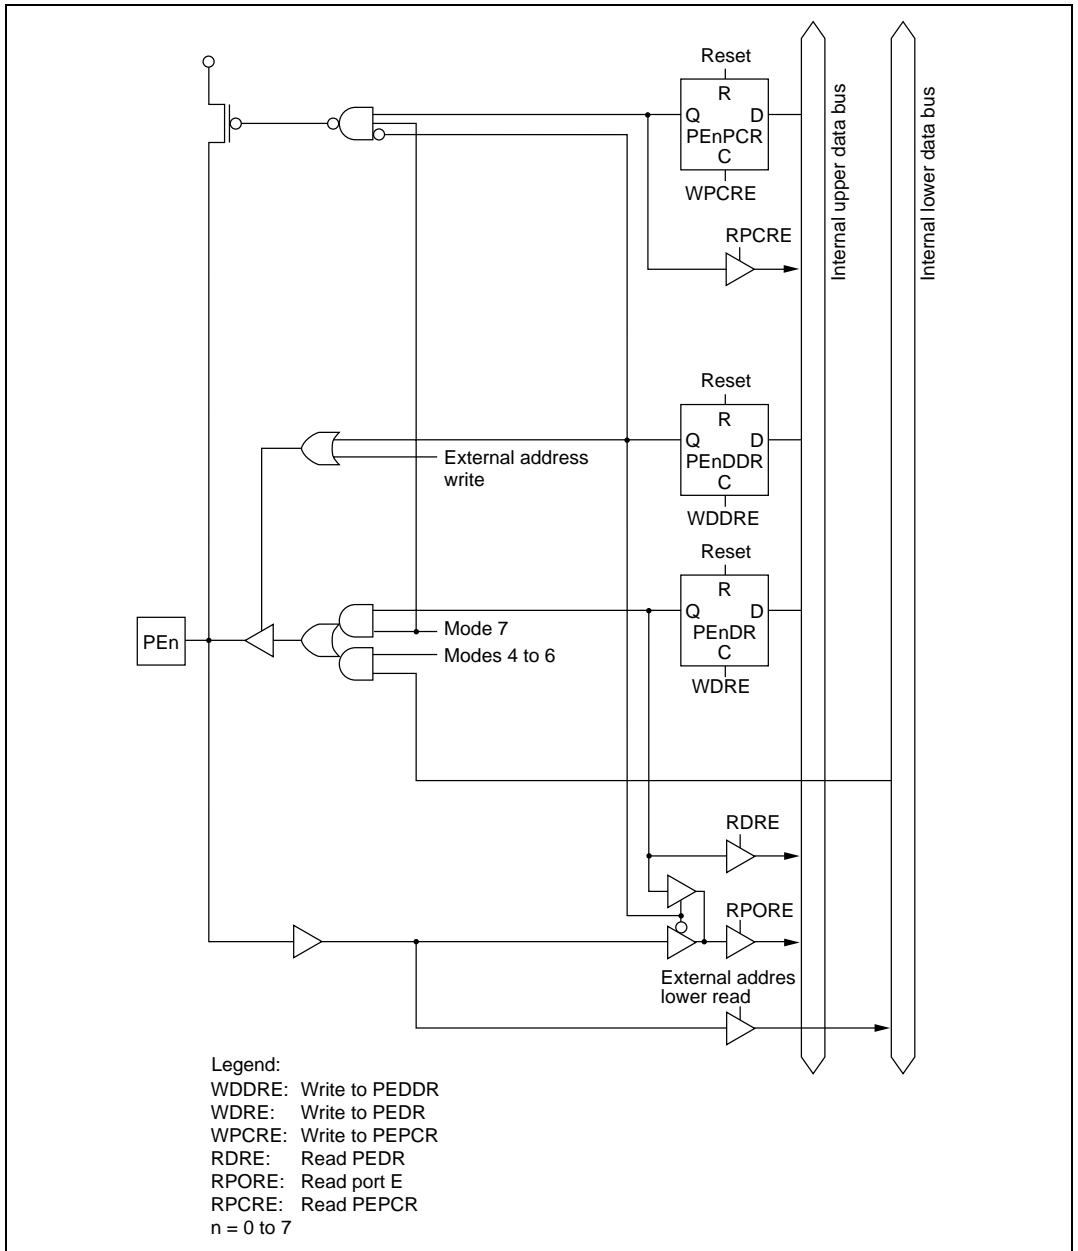 Reset
R
Q D
PEnPCR
C
WPCRE
RPCRE
Internal upper data bus
Internal lower data bus
Reset
R
Q D
PEnDDR
C
WDDRE
External address
write
Reset
R
Q D
PEnDR
C
WDRE
PEn
Mode 7
Modes 4 to 6
RDRE
RPORE
External addres
lower read
Legend:
WDDRE: Write to PEDDR
WDRE: Write to PEDR
WPCRE: Write to PEPCR
RDRE: Read PEDR
RPORE: Read port E
RPCRE: Read PEPCR
n = 0 to 7